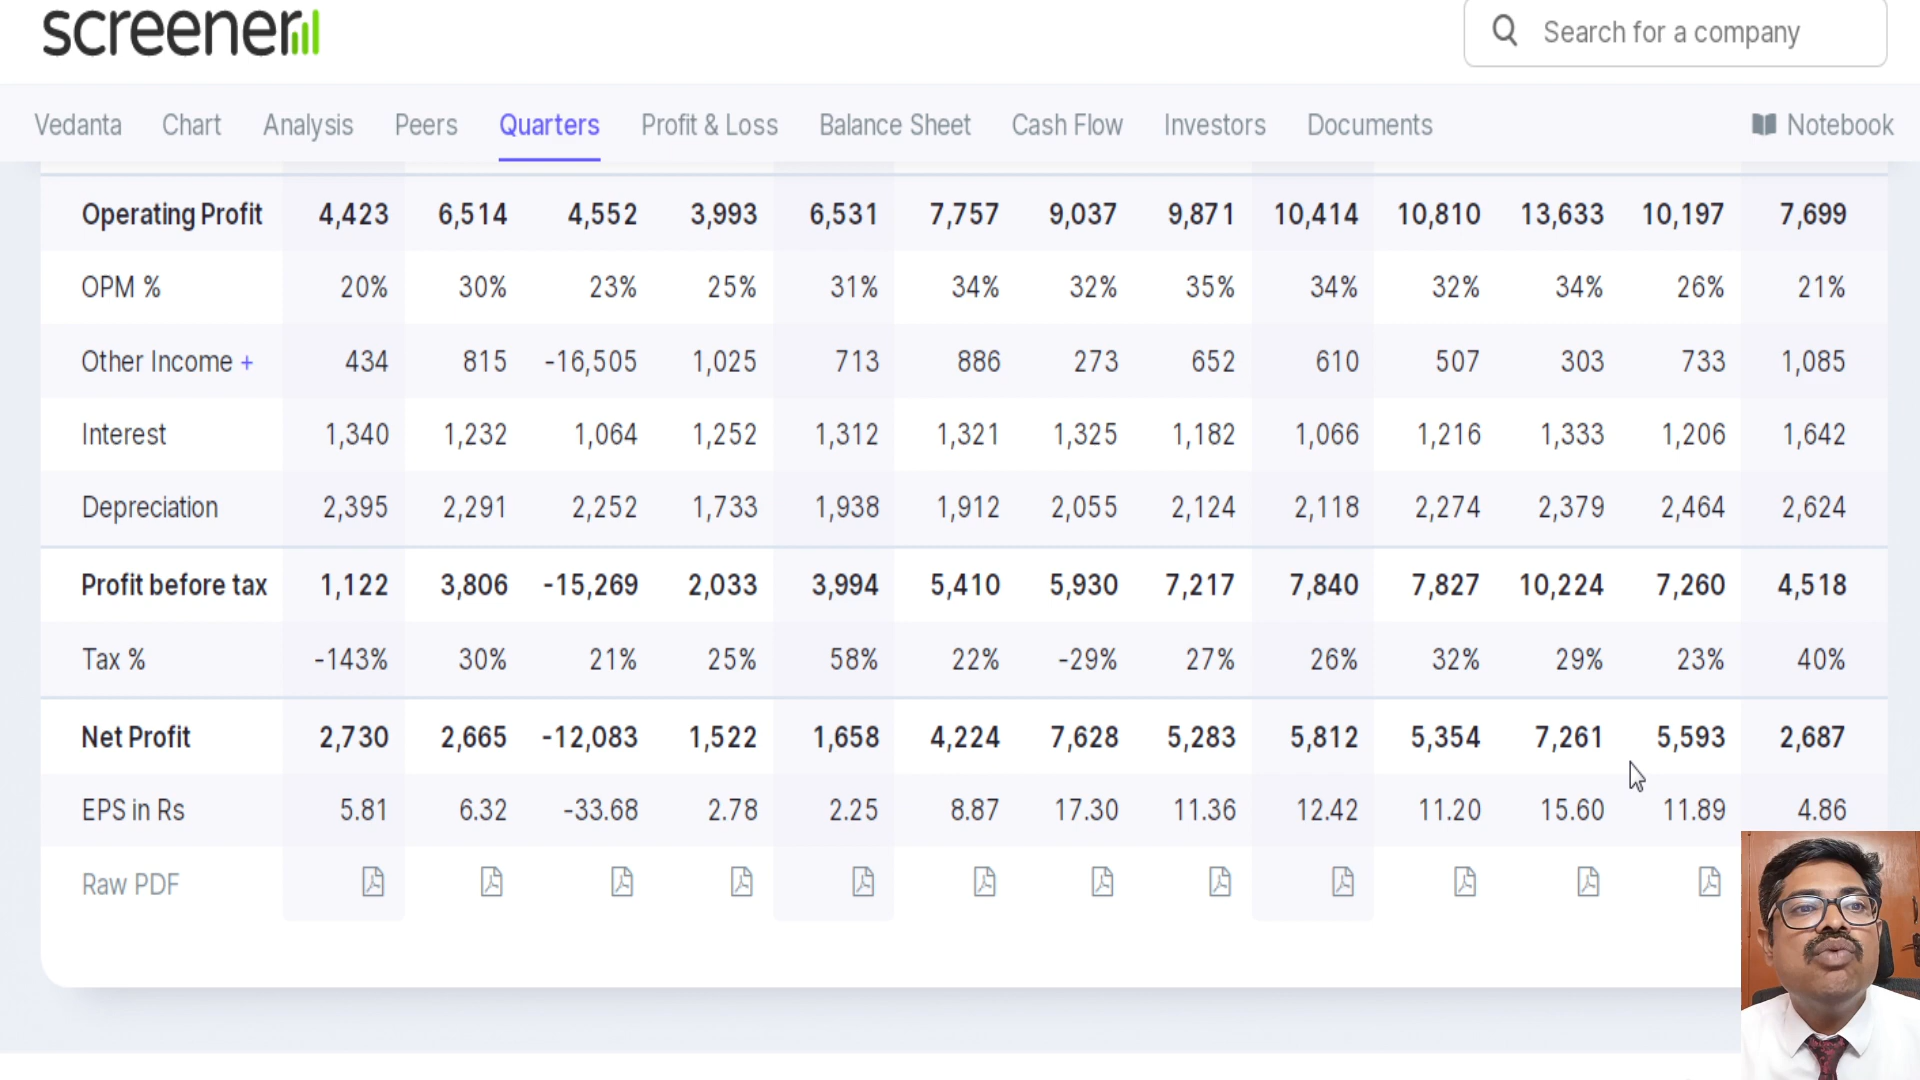 screener
Search for a company
Vedanta Chart Analysis Peers Quarters Profit & Loss Balance Sheet Cash Flow Investors Documents Notebook
Operating Profit 4,423 6,514 4,552 3,993 6,531 7,757 9,037 9,871 10,414 10,810 13,633 10,197 7,699
OPM % 20% 30% 23% 25% 31% 34% 32% 35% 34% 32% 34% 26% 21%
Other Income + 434 815 -16,505 1,025 713 886 273 652 610 507 303 733 1,085
Interest 1,340 1,232 1,064 1,252 1,312 1,321 1,325 1,182 1,066 1,216 1,333 1,206 1,642
Depreciation 2,395 2,291 2,252 1,733 1,938 1,912 2,055 2,124 2,118 2,274 2,379 2,464 2,624
Profit before tax 1,122 3,806 -15,269 2,033 3,994 5,410 5,930 7,217 7,840 7,827 10,224 7,260 4,518
Tax % -143% 30% 21% 25% 58% 22% -29% 27% 26% 32% 29% 23% 40%
Net Profit 2,730 2,665 -12,083 1,522 1,658 4,224 7,628 5,283 5,812 5,354 7,261 5,593 2,687
EPS in Rs 5.81 6.32 -33.68 2.78 2.25 8.87 17.30 11.36 12.42 11.20 15.60 11.89 4.86
Raw PDF